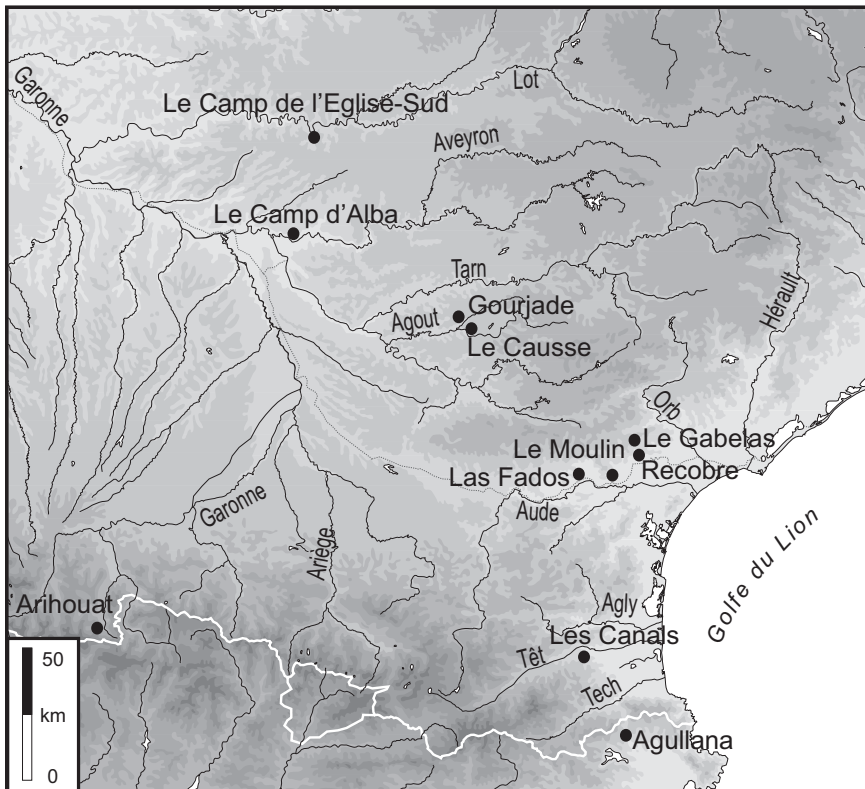 Garonne
Lot
Le Camp de l'Eglise-Sud
Aveyron
Le Camp d'Alba
Tarn
Hérault
Agout
Gourjade
Le Causse
Orb
Le Moulin
Le Gabelas
Las Fados
Recobre
Garonne
Aude
Ariège
Golfe du Lion
Arihouat
Agly
Les Canals
Têt
Tech
50
km
0
Agullana